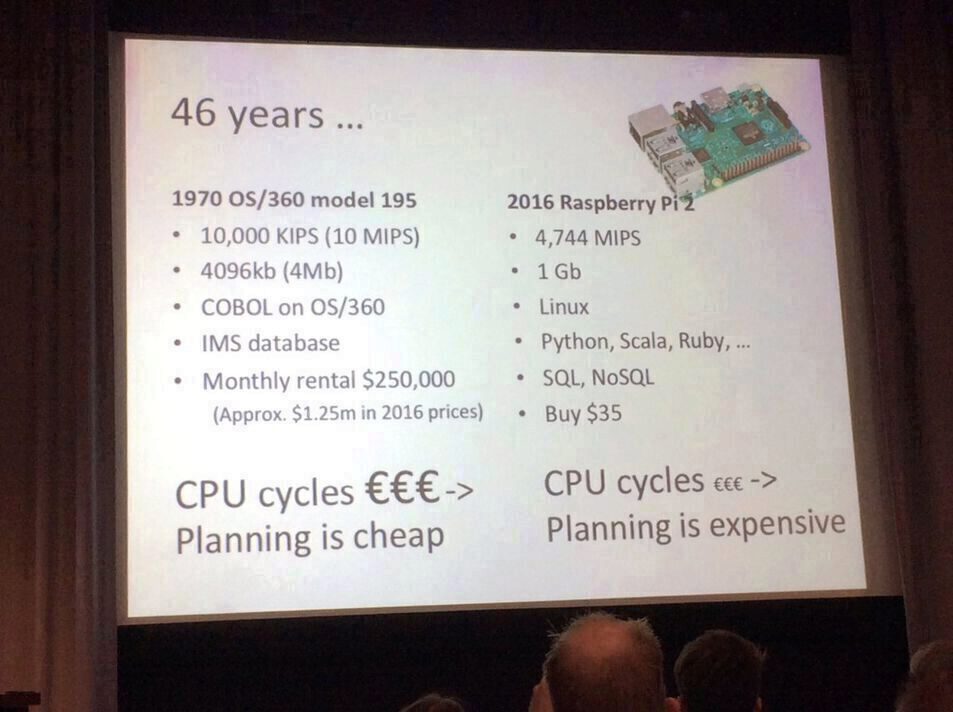 46 years ...
1970 OS/360 model 195
• 10,000 KIPS (10 MIPS)
• 4096kb (4Mb)
• COBOL on OS/360
• IMS database
• Monthly rental $250,000
(Approx. $1.25m in 2016 prices)
CPU cycles €€€ ->
Planning is cheap
2016 Raspberry Pi 2
• 4,744 MIPS
• 1 Gb
• Linux
• Python, Scala, Ruby, ...
• SQL, NoSQL
• Buy $35
CPU cycles €€€ ->
Planning is expensive